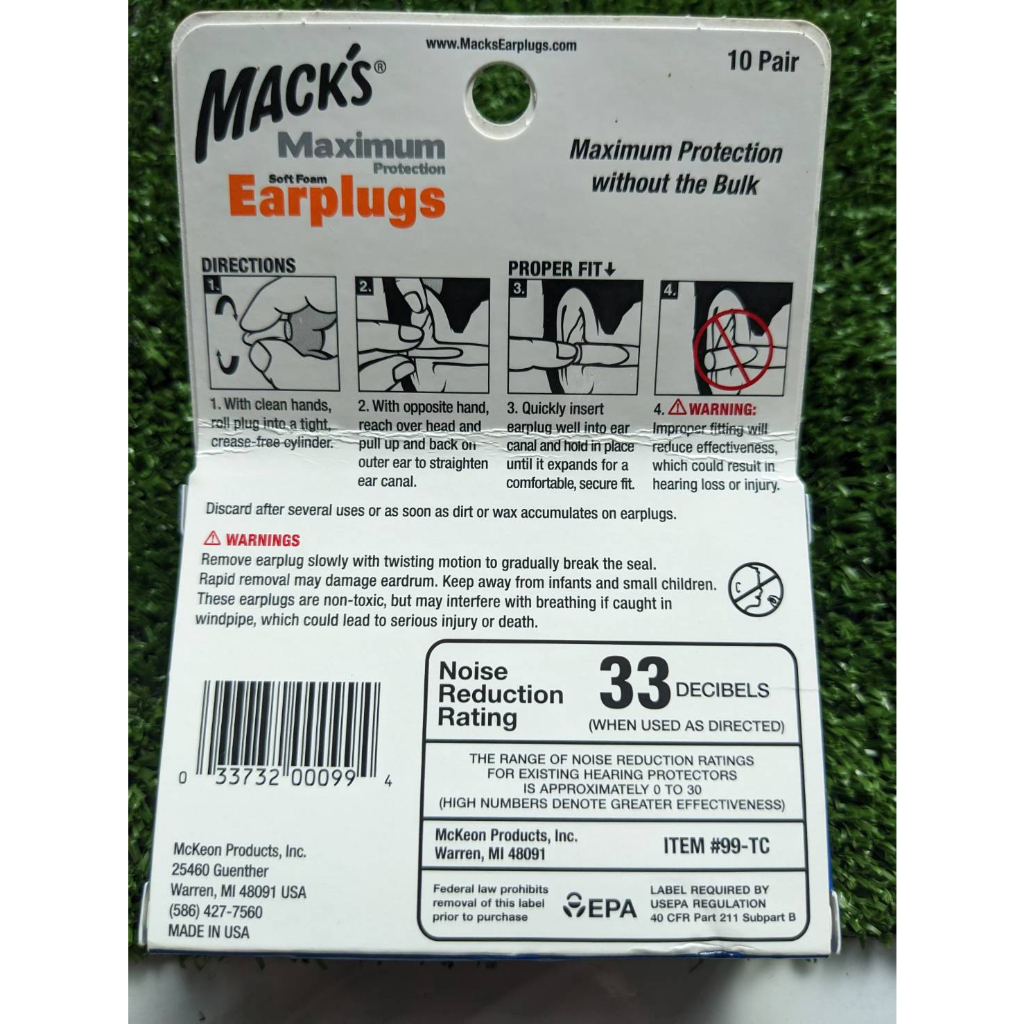 www.MacksEarplugs.com
10 Pair
MACK'S®
Maximum
Protection
Soft Foam
Earplugs
Maximum Protection
without the Bulk
DIRECTIONS
PROPER FIT↓
1.
2.
3.
4.
1. With clean hands,
roll plug into a tight,
crease-free cylinder.
2. With opposite hand,
reach over head and
pull up and back on
outer ear to straighten
ear canal.
3. Quickly insert
earplug well into ear
canal and hold in place
until it expands for a
comfortable, secure fit.
4. ⚠ WARNING:
Improper fitting will
reduce effectiveness,
which could result in
hearing loss or injury.
Discard after several uses or as soon as dirt or wax accumulates on earplugs.
⚠ WARNINGS
Remove earplug slowly with twisting motion to gradually break the seal.
Rapid removal may damage eardrum. Keep away from infants and small children.
These earplugs are non-toxic, but may interfere with breathing if caught in
windpipe, which could lead to serious injury or death.
Noise
Reduction
Rating
33 DECIBELS
(WHEN USED AS DIRECTED)
THE RANGE OF NOISE REDUCTION RATINGS
FOR EXISTING HEARING PROTECTORS
IS APPROXIMATELY 0 TO 30
(HIGH NUMBERS DENOTE GREATER EFFECTIVENESS)
McKeon Products, Inc.
Warren, MI 48091
ITEM #99-TC
Federal law prohibits
removal of this label
prior to purchase
EPA
LABEL REQUIRED BY
USEPA REGULATION
40 CFR Part 211 Subpart B
0 33732 00099 4
McKeon Products, Inc.
25460 Guenther
Warren, MI 48091 USA
(586) 427-7560
MADE IN USA